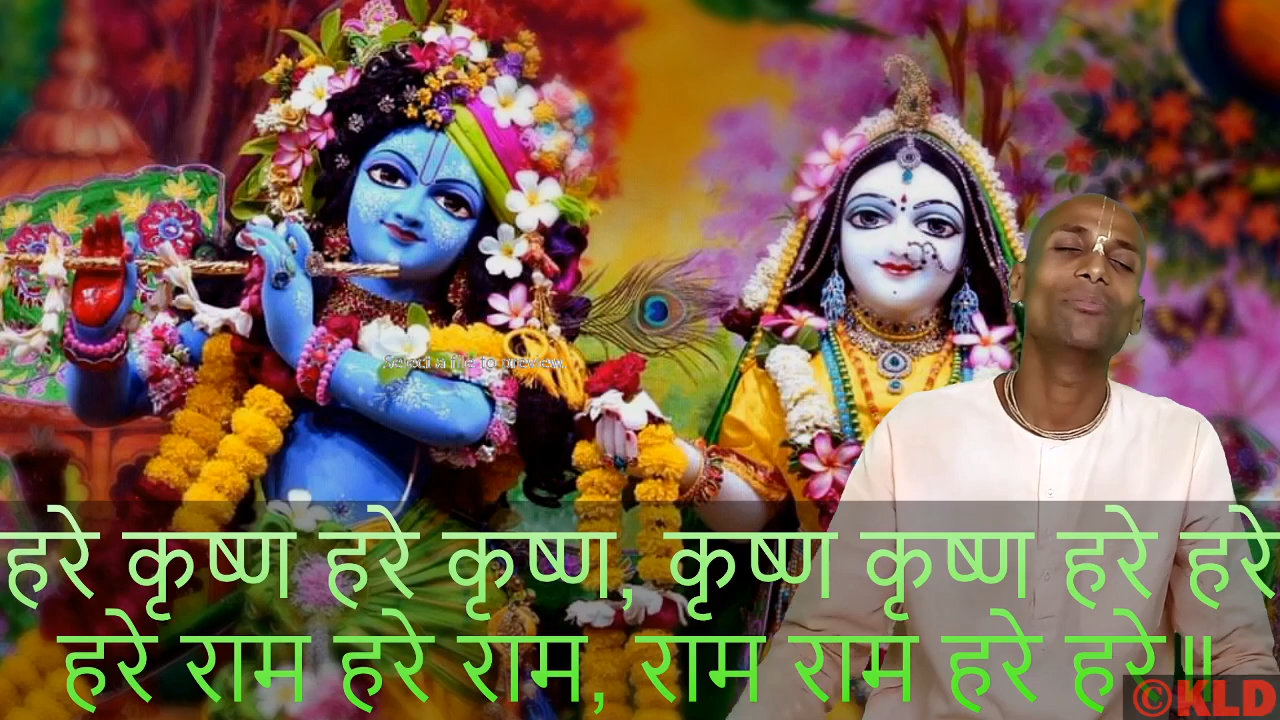 Select a file to preview.
हरे कृष्ण हरे कृष्ण, कृष्ण कृष्ण हरे हरे
हरे राम हरे राम, राम राम हरे हरे॥
©KLD